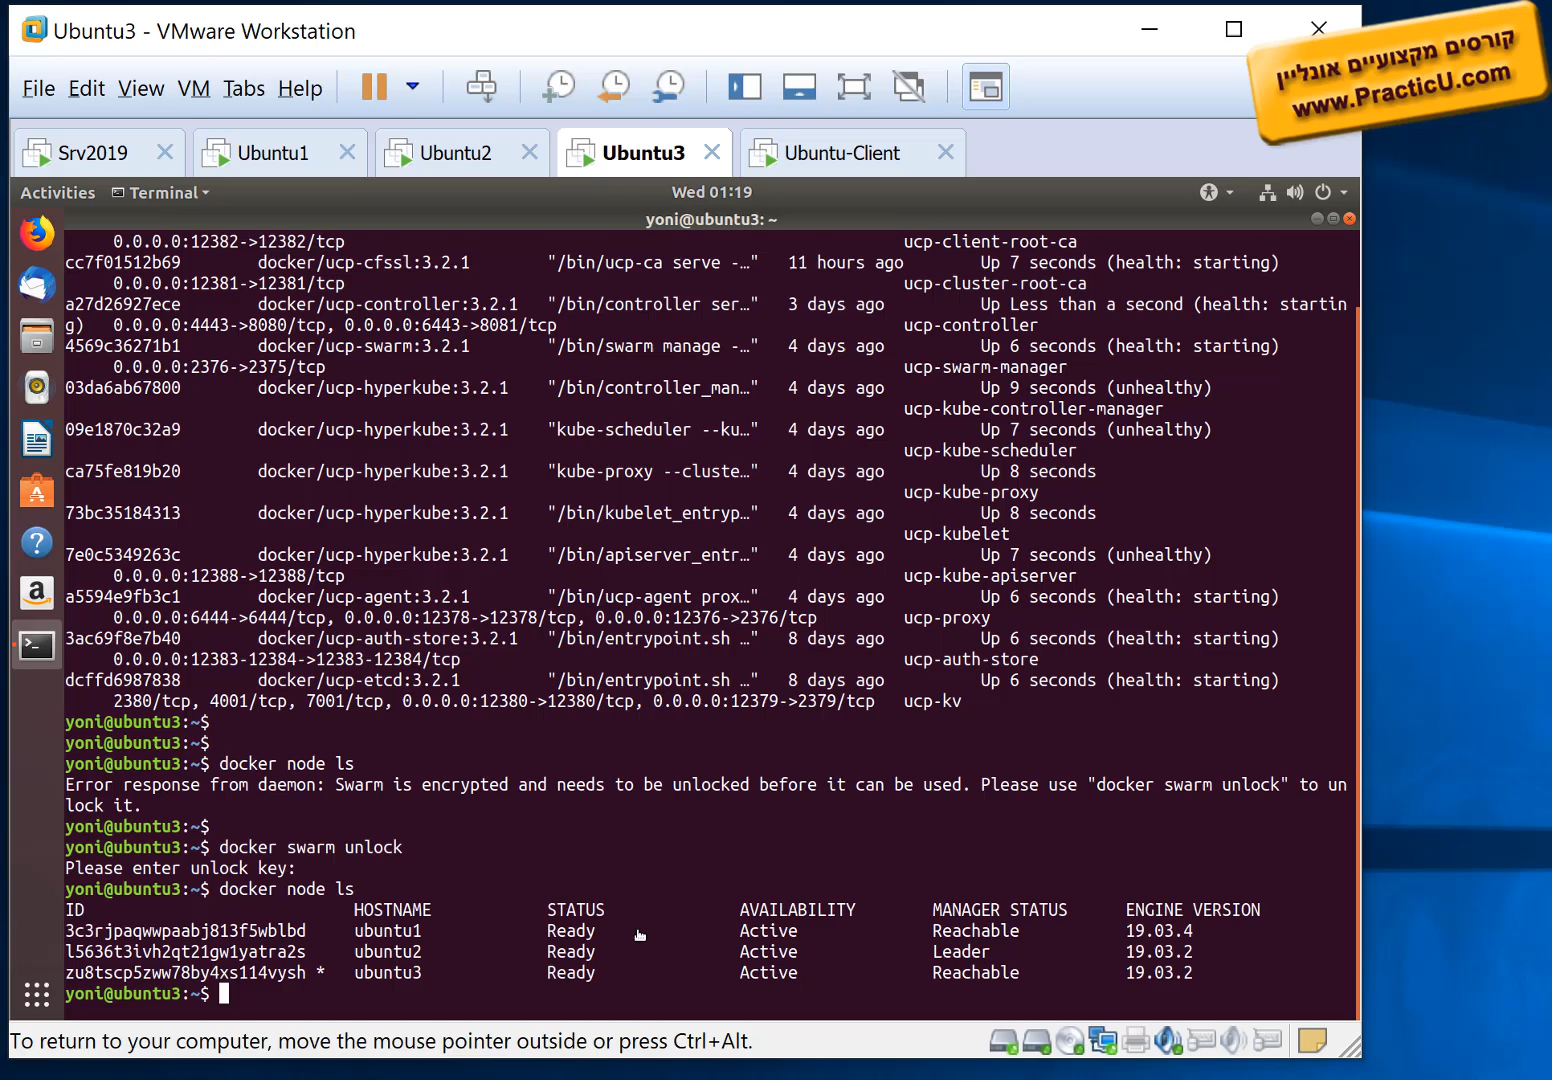 Ubuntu3 - VMware Workstation
קורסים מקצועיים אונליין
www.PracticU.com
File Edit View VM Tabs Help
Srv2019 Ubuntu1 Ubuntu2 Ubuntu3 Ubuntu-Client
Activities Terminal Wed 01:19
yoni@ubuntu3: ~
0.0.0.0:12382->12382/tcp ucp-client-root-ca
cc7f01512b69 docker/ucp-cfssl:3.2.1 "/bin/ucp-ca serve -…" 11 hours ago Up 7 seconds (health: starting)
0.0.0.0:12381->12381/tcp ucp-cluster-root-ca
a27d26927ece docker/ucp-controller:3.2.1 "/bin/controller ser…" 3 days ago Up Less than a second (health: startin
g) 0.0.0.0:4443->8080/tcp, 0.0.0.0:6443->8081/tcp ucp-controller
4569c36271b1 docker/ucp-swarm:3.2.1 "/bin/swarm manage -…" 4 days ago Up 6 seconds (health: starting)
0.0.0.0:2376->2375/tcp ucp-swarm-manager
03da6ab67800 docker/ucp-hyperkube:3.2.1 "/bin/controller_man…" 4 days ago Up 9 seconds (unhealthy)
ucp-kube-controller-manager
09e1870c32a9 docker/ucp-hyperkube:3.2.1 "kube-scheduler --ku…" 4 days ago Up 7 seconds (unhealthy)
ucp-kube-scheduler
ca75fe819b20 docker/ucp-hyperkube:3.2.1 "kube-proxy --cluste…" 4 days ago Up 8 seconds
ucp-kube-proxy
73bc35184313 docker/ucp-hyperkube:3.2.1 "/bin/kubelet_entryp…" 4 days ago Up 8 seconds
ucp-kubelet
7e0c5349263c docker/ucp-hyperkube:3.2.1 "/bin/apiserver_entr…" 4 days ago Up 7 seconds (unhealthy)
0.0.0.0:12388->12388/tcp ucp-kube-apiserver
a5594e9fb3c1 docker/ucp-agent:3.2.1 "/bin/ucp-agent prox…" 4 days ago Up 6 seconds (health: starting)
0.0.0.0:6444->6444/tcp, 0.0.0.0:12378->12378/tcp, 0.0.0.0:12376->2376/tcp ucp-proxy
3ac69f8e7b40 docker/ucp-auth-store:3.2.1 "/bin/entrypoint.sh …" 8 days ago Up 6 seconds (health: starting)
0.0.0.0:12383-12384->12383-12384/tcp ucp-auth-store
dcffd6987838 docker/ucp-etcd:3.2.1 "/bin/entrypoint.sh …" 8 days ago Up 6 seconds (health: starting)
2380/tcp, 4001/tcp, 7001/tcp, 0.0.0.0:12380->12380/tcp, 0.0.0.0:12379->2379/tcp ucp-kv
yoni@ubuntu3:~$
yoni@ubuntu3:~$
yoni@ubuntu3:~$ docker node ls
Error response from daemon: Swarm is encrypted and needs to be unlocked before it can be used. Please use "docker swarm unlock" to un
lock it.
yoni@ubuntu3:~$
yoni@ubuntu3:~$ docker swarm unlock
Please enter unlock key:
yoni@ubuntu3:~$ docker node ls
ID HOSTNAME STATUS AVAILABILITY MANAGER STATUS ENGINE VERSION
3c3rjpaqwwpaabj813f5wblbd ubuntu1 Ready Active Reachable 19.03.4
l5636t3ivh2qt21gw1yatra2s ubuntu2 Ready Active Leader 19.03.2
zu8tscp5zww78by4xs114vysh * ubuntu3 Ready Active Reachable 19.03.2
yoni@ubuntu3:~$
To return to your computer, move the mouse pointer outside or press Ctrl+Alt.